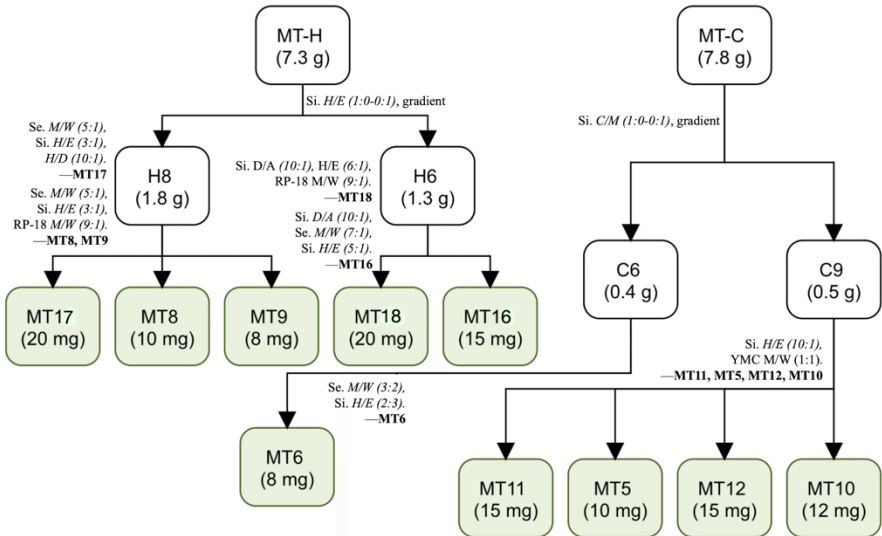 MT-H
(7.3 g)
MT-C
(7.8 g)
Si. H/E (1:0-0:1), gradient
Si. C/M (1:0-0:1), gradient
Se. M/W (5:1),
Si. H/E (3:1),
H/D (10:1).
—MT17
Se. M/W (5:1),
Si. H/E (3:1),
RP-18 M/W (9:1).
—MT8, MT9
H8
(1.8 g)
Si. D/A (10:1), H/E (6:1),
RP-18 M/W (9:1).
—MT18
Si. D/A (10:1),
Se. M/W (7:1),
Si. H/E (5:1).
—MT16
H6
(1.3 g)
C6
(0.4 g)
C9
(0.5 g)
MT17
(20 mg)
MT8
(10 mg)
MT9
(8 mg)
MT18
(20 mg)
MT16
(15 mg)
Si. H/E (10:1),
YMC M/W (1:1).
—MT11, MT5, MT12, MT10
Se. M/W (3:2),
Si. H/E (2:3).
—MT6
MT6
(8 mg)
MT11
(15 mg)
MT5
(10 mg)
MT12
(15 mg)
MT10
(12 mg)